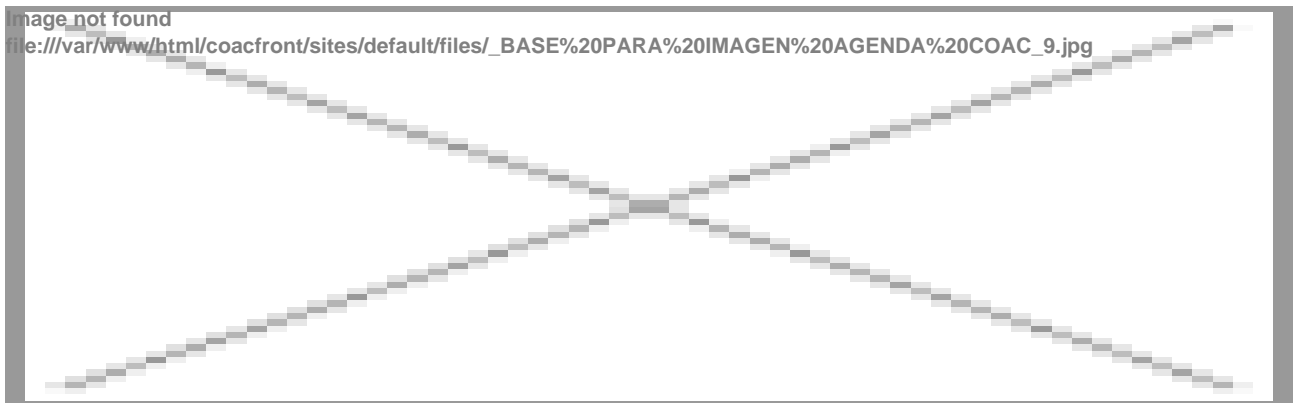 Image not found
file:///var/www/html/coacfront/sites/default/files/_BASE%20PARA%20IMAGEN%20AGENDA%20COAC_9.jpg